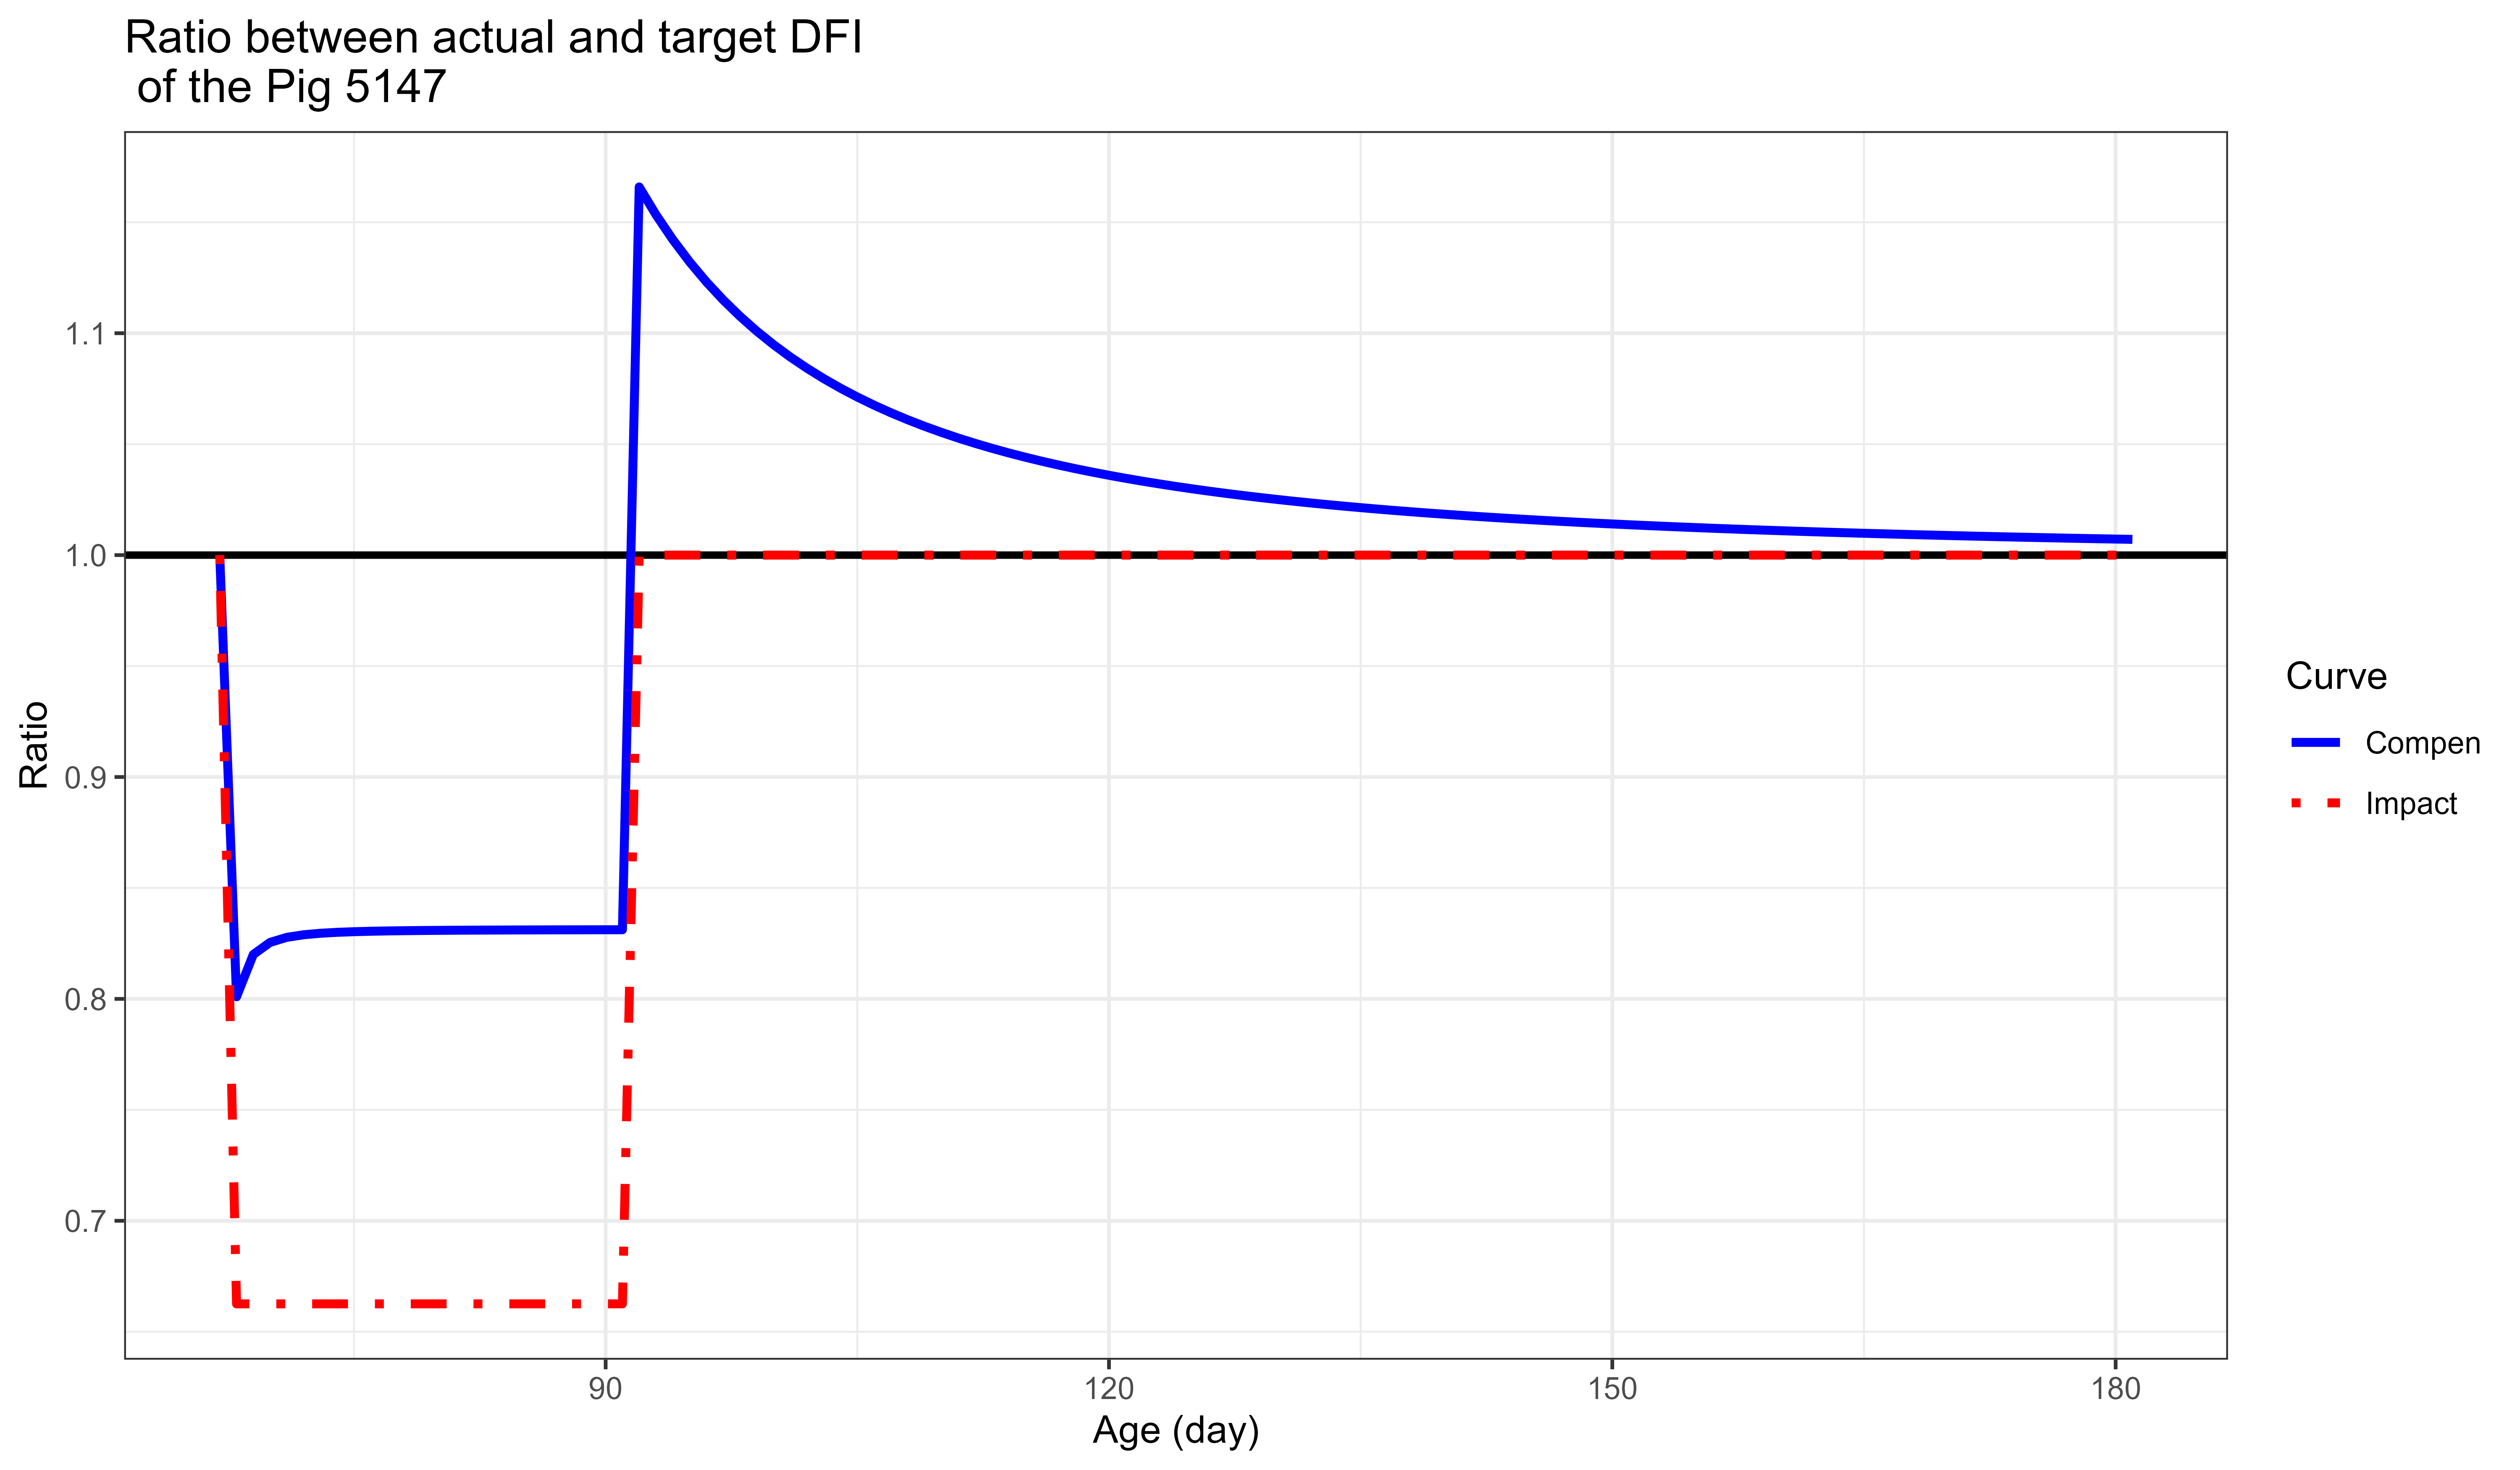 Ratio between actual and target DFI
of the Pig 5147
Ratio
1.1
1.0
0.9
0.8
0.7
90
120
150
180
Age (day)
Curve
Compen
Impact